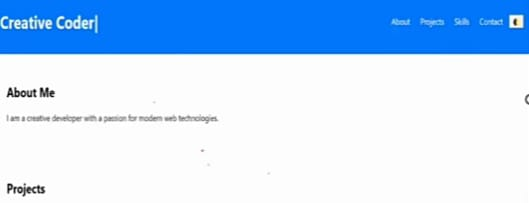 Creative Coder|
About Projects Skills Contact
About Me
I am a creative developer with a passion for modern web technologies.
Projects